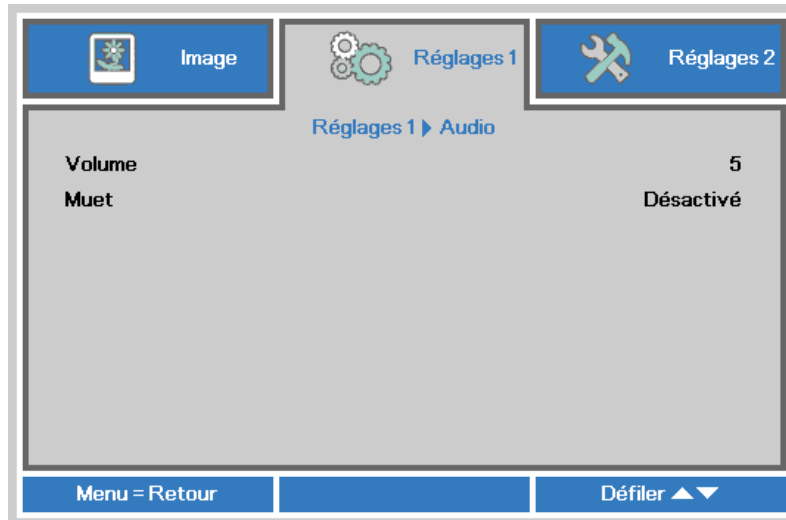 Image
Réglages 1
Réglages 2
Réglages 1 ▶ Audio
Volume 5
Muet Désactivé
Menu = Retour
Défiler ▲▼